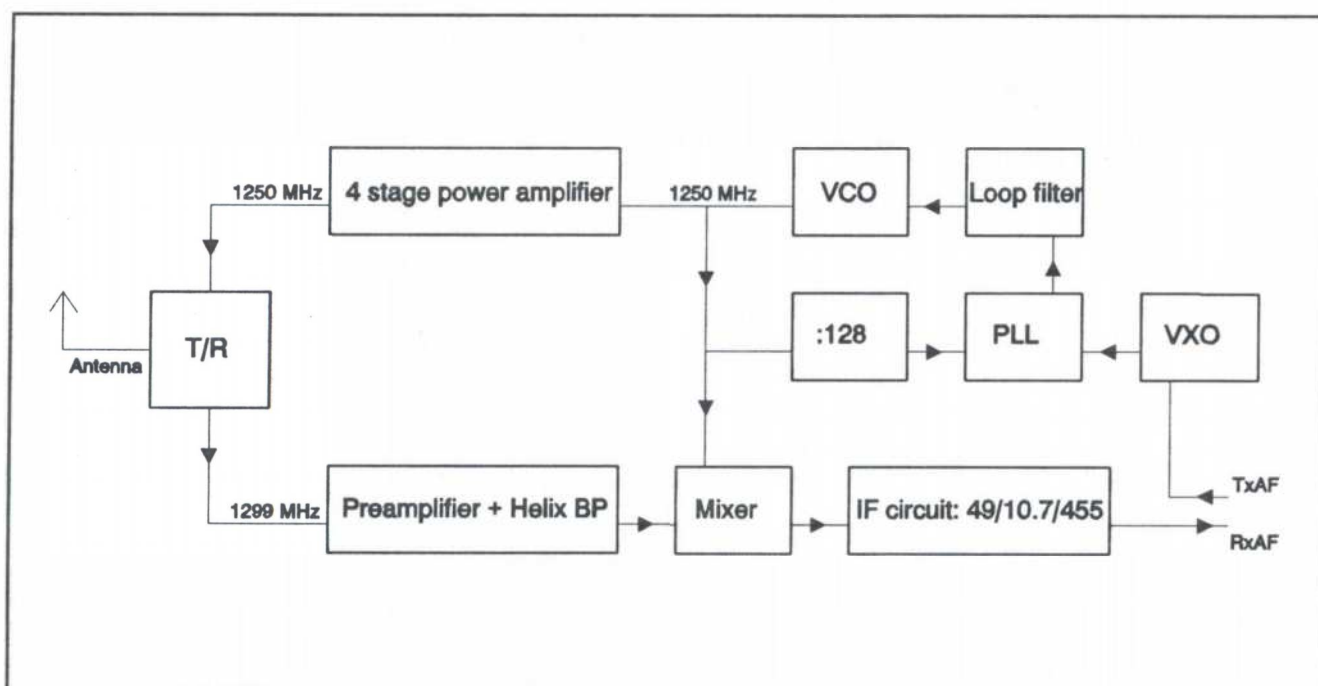 1250 MHz
4 stage power amplifier
1250 MHz
VCO
Loop filter
T/R
Antenna
:128
PLL
VXO
1299 MHz
Preamplifier + Helix BP
Mixer
IF circuit: 49/10.7/455
TxAF
RxAF